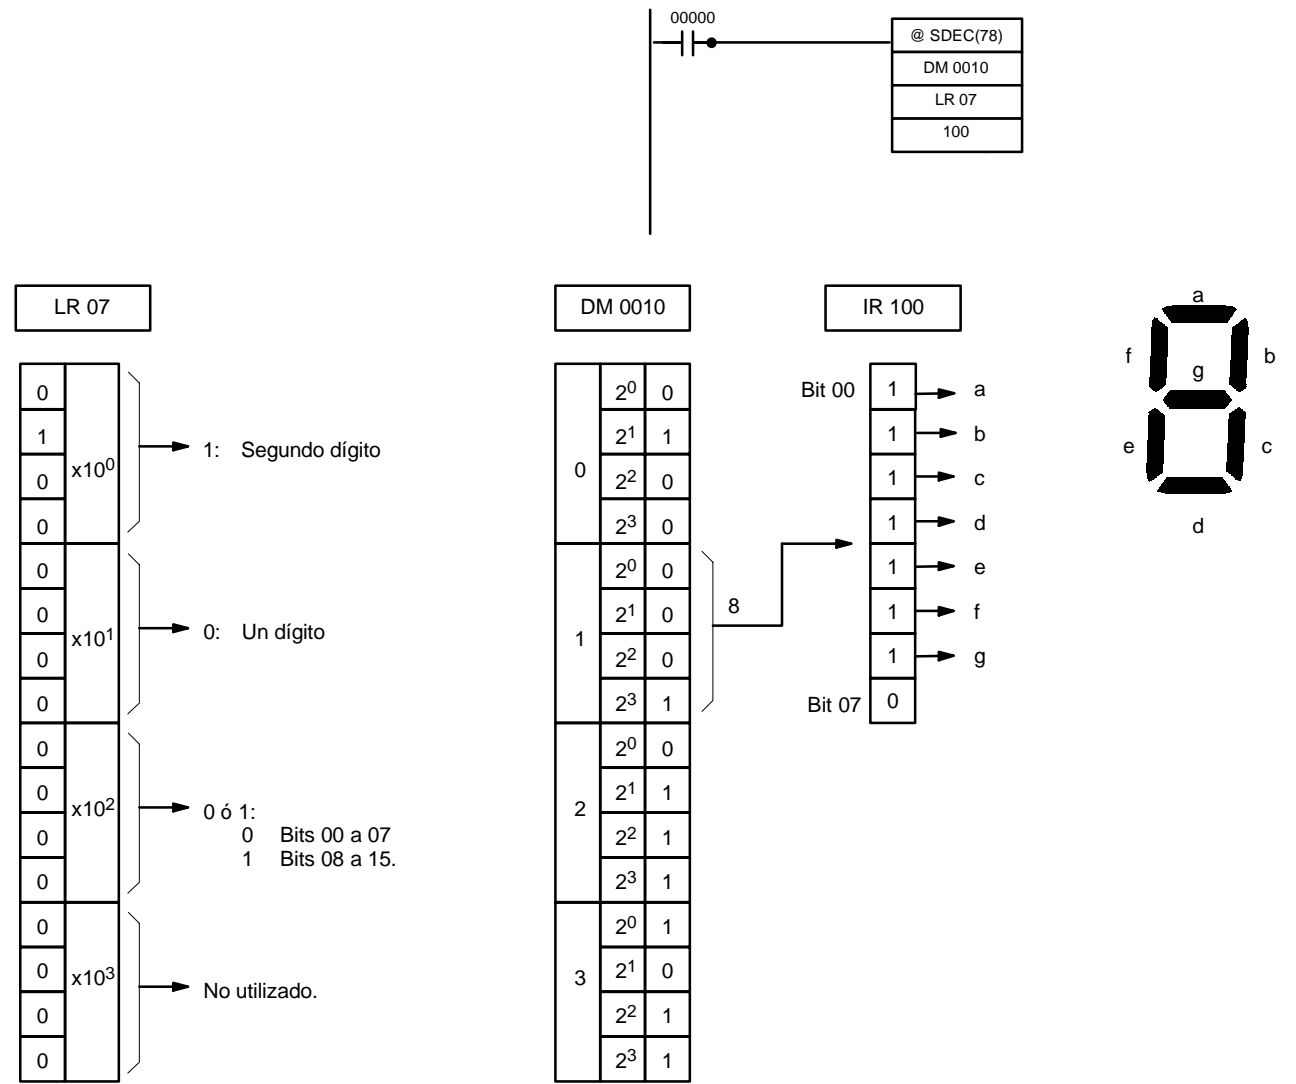 00000
@ SDEC(78)
DM 0010
LR 07
100
LR 07
DM 0010
IR 100
0
1
0
0
x10⁰
1: Segundo dígito
0
0
0
0
x10¹
0: Un dígito
0
0
0
0
x10²
0 ó 1:
0 Bits 00 a 07
1 Bits 08 a 15.
0
0
0
0
x10³
No utilizado.
0
2⁰ 0
2¹ 1
2² 0
2³ 0
1
2⁰ 0
2¹ 0
2² 0
2³ 1
8
2
2⁰ 0
2¹ 1
2² 1
2³ 1
3
2⁰ 1
2¹ 0
2² 1
2³ 1
Bit 00 1 a
1 b
1 c
1 d
1 e
1 f
1 g
Bit 07 0
a
f b
g
e c
d